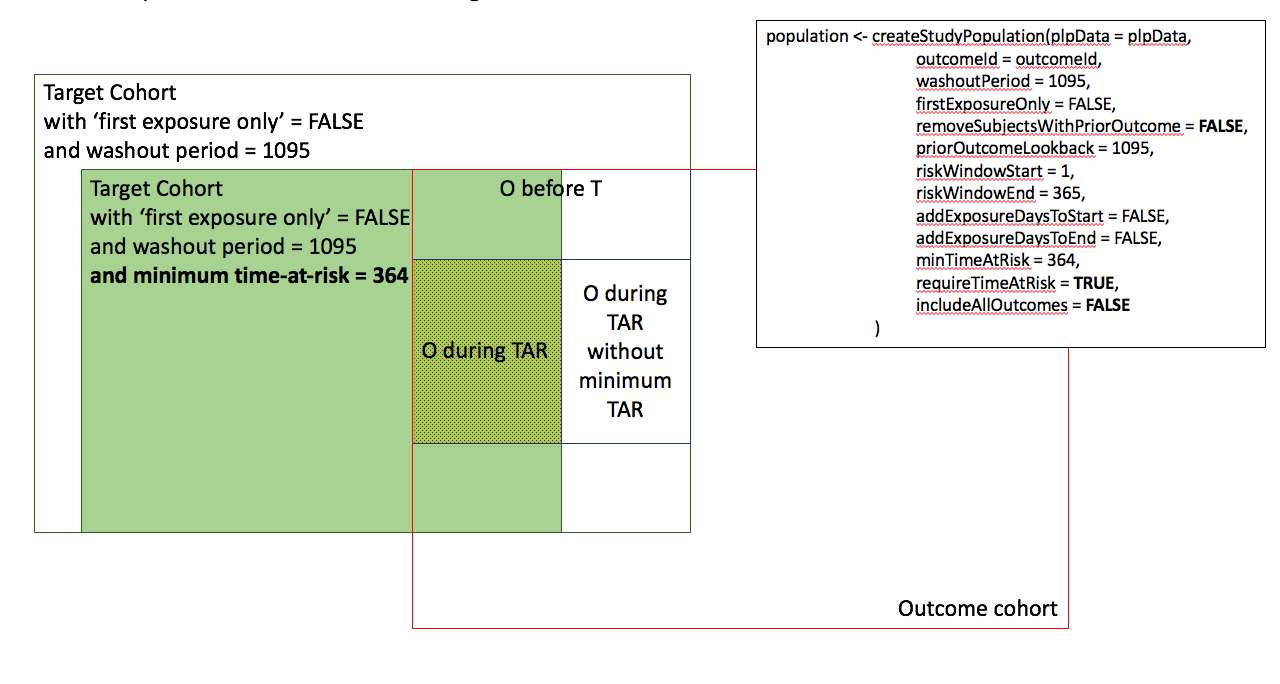 population <- createStudyPopulation(plpData = plpData,
outcomeId = outcomeId,
washoutPeriod = 1095,
firstExposureOnly = FALSE,
removeSubjectsWithPriorOutcome = FALSE,
priorOutcomeLookback = 1095,
riskWindowStart = 1,
riskWindowEnd = 365,
addExposureDaysToStart = FALSE,
addExposureDaysToEnd = FALSE,
minTimeAtRisk = 364,
requireTimeAtRisk = TRUE,
includeAllOutcomes = FALSE
)
Target Cohort
with ‘first exposure only’ = FALSE
and washout period = 1095
Target Cohort
with ‘first exposure only’ = FALSE
and washout period = 1095
and minimum time-at-risk = 364
O before T
O during TAR
O during
TAR
without
minimum
TAR
Outcome cohort